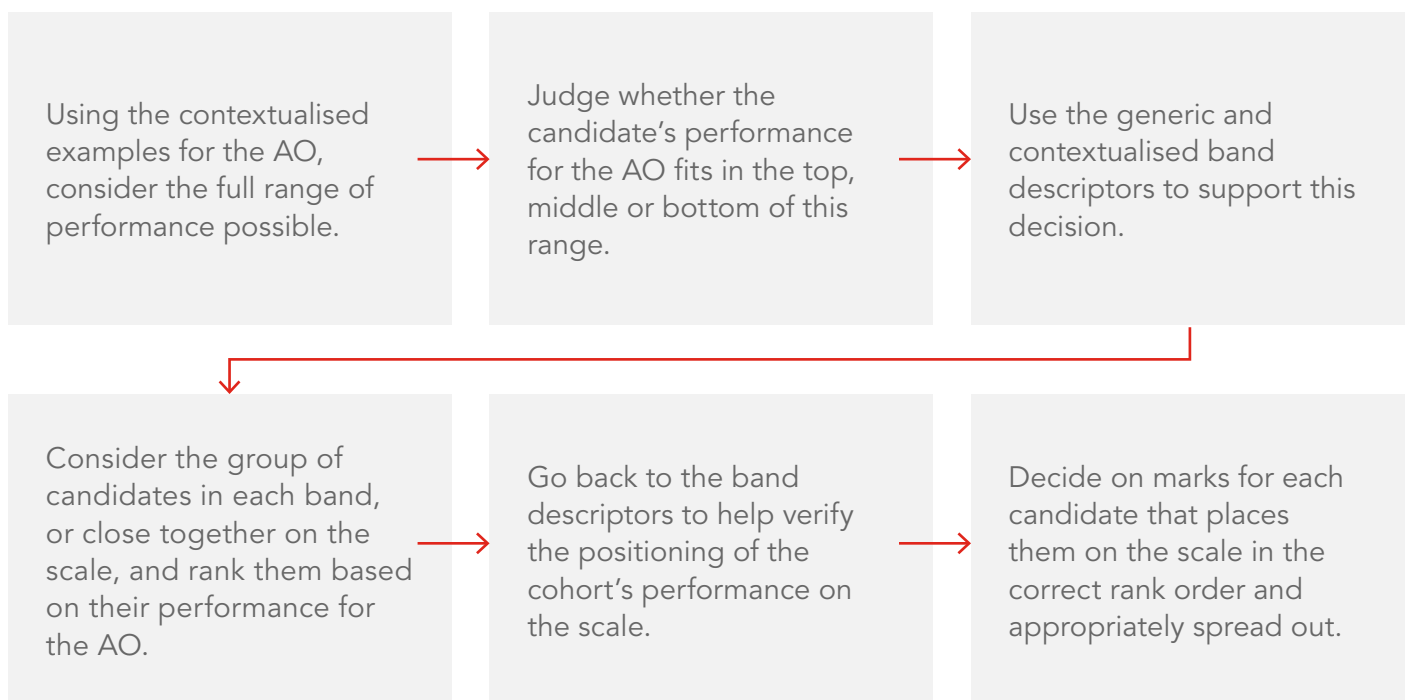 Using the contextualised
examples for the AO,
consider the full range of
performance possible.
Judge whether the
candidate's performance
for the AO fits in the top,
middle or bottom of this
range.
Use the generic and
contextualised band
descriptors to support this
decision.
Consider the group of
candidates in each band,
or close together on the
scale, and rank them based
on their performance for
the AO.
Go back to the band
descriptors to help verify
the positioning of the
cohort's performance on
the scale.
Decide on marks for each
candidate that places
them on the scale in the
correct rank order and
appropriately spread out.